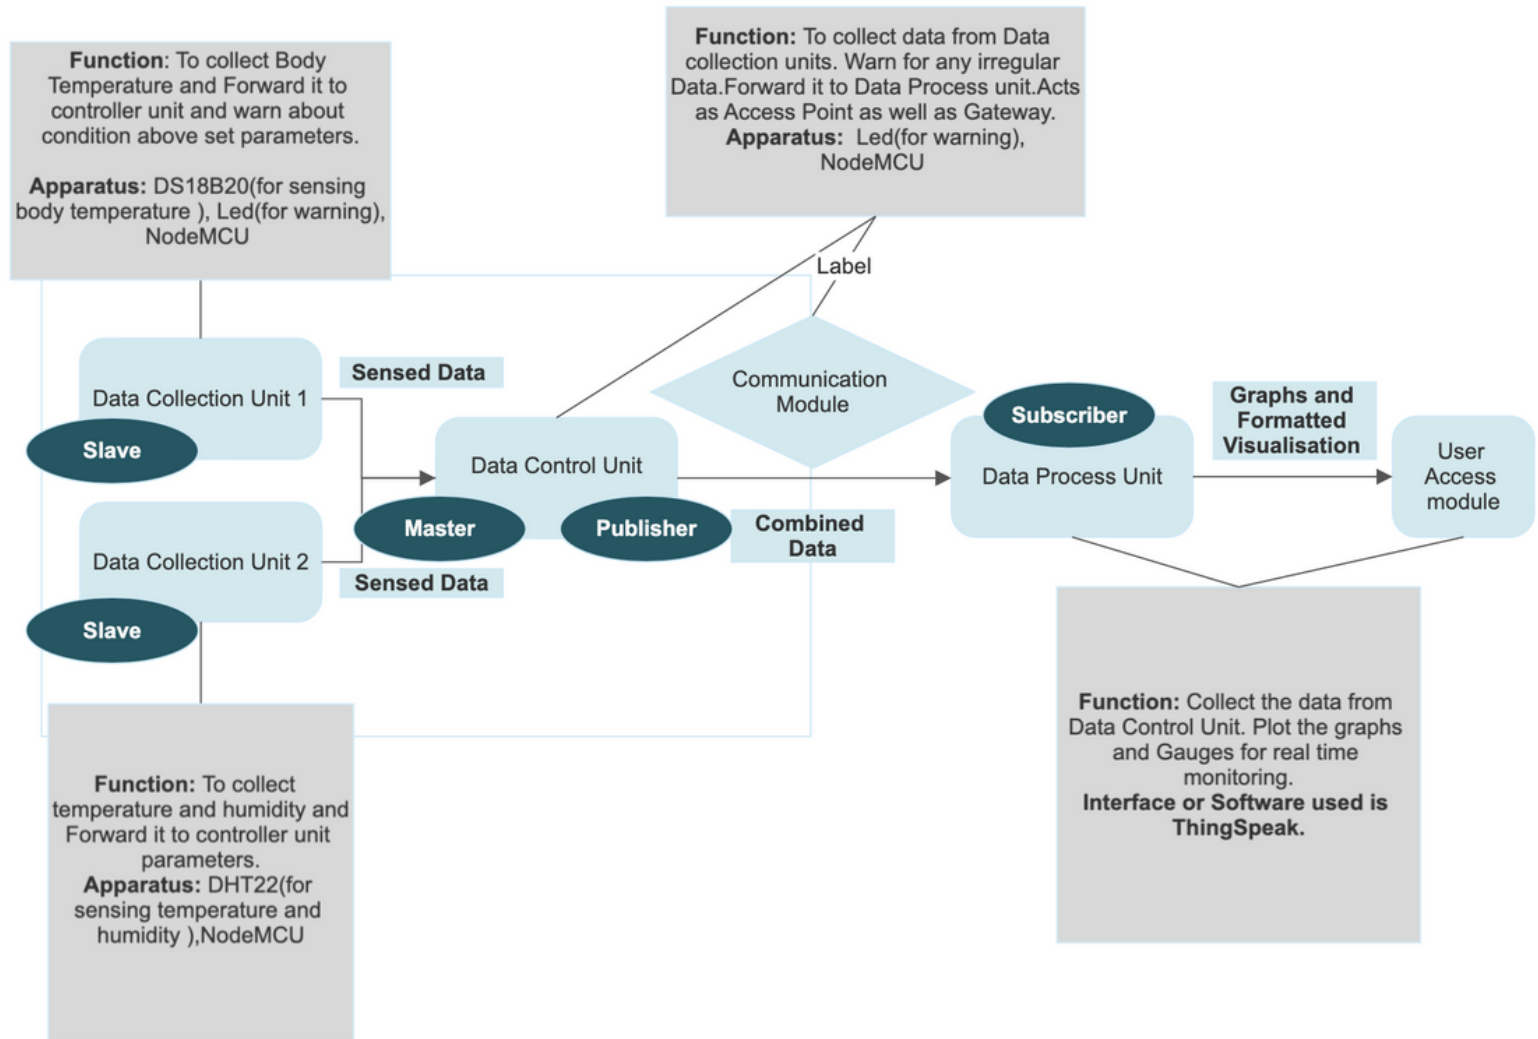 Function: To collect Body
Temperature and Forward it to
controller unit and warn about
condition above set parameters.
Apparatus: DS18B20(for sensing
body temperature ), Led(for warning),
NodeMCU
Function: To collect data from Data
collection units. Warn for any irregular
Data.Forward it to Data Process unit.Acts
as Access Point as well as Gateway.
Apparatus:  Led(for warning),
NodeMCU
Label
Data Collection Unit 1
Slave
Sensed Data
Data Collection Unit 2
Slave
Sensed Data
Data Control Unit
Master
Publisher
Communication
Module
Combined
Data
Subscriber
Data Process Unit
Graphs and
Formatted
Visualisation
User
Access
module
Function: To collect
temperature and humidity and
Forward it to controller unit
parameters.
Apparatus: DHT22(for
sensing temperature and
humidity ),NodeMCU
Function: Collect the data from
Data Control Unit. Plot the graphs
and Gauges for real time
monitoring.
Interface or Software used is
ThingSpeak.